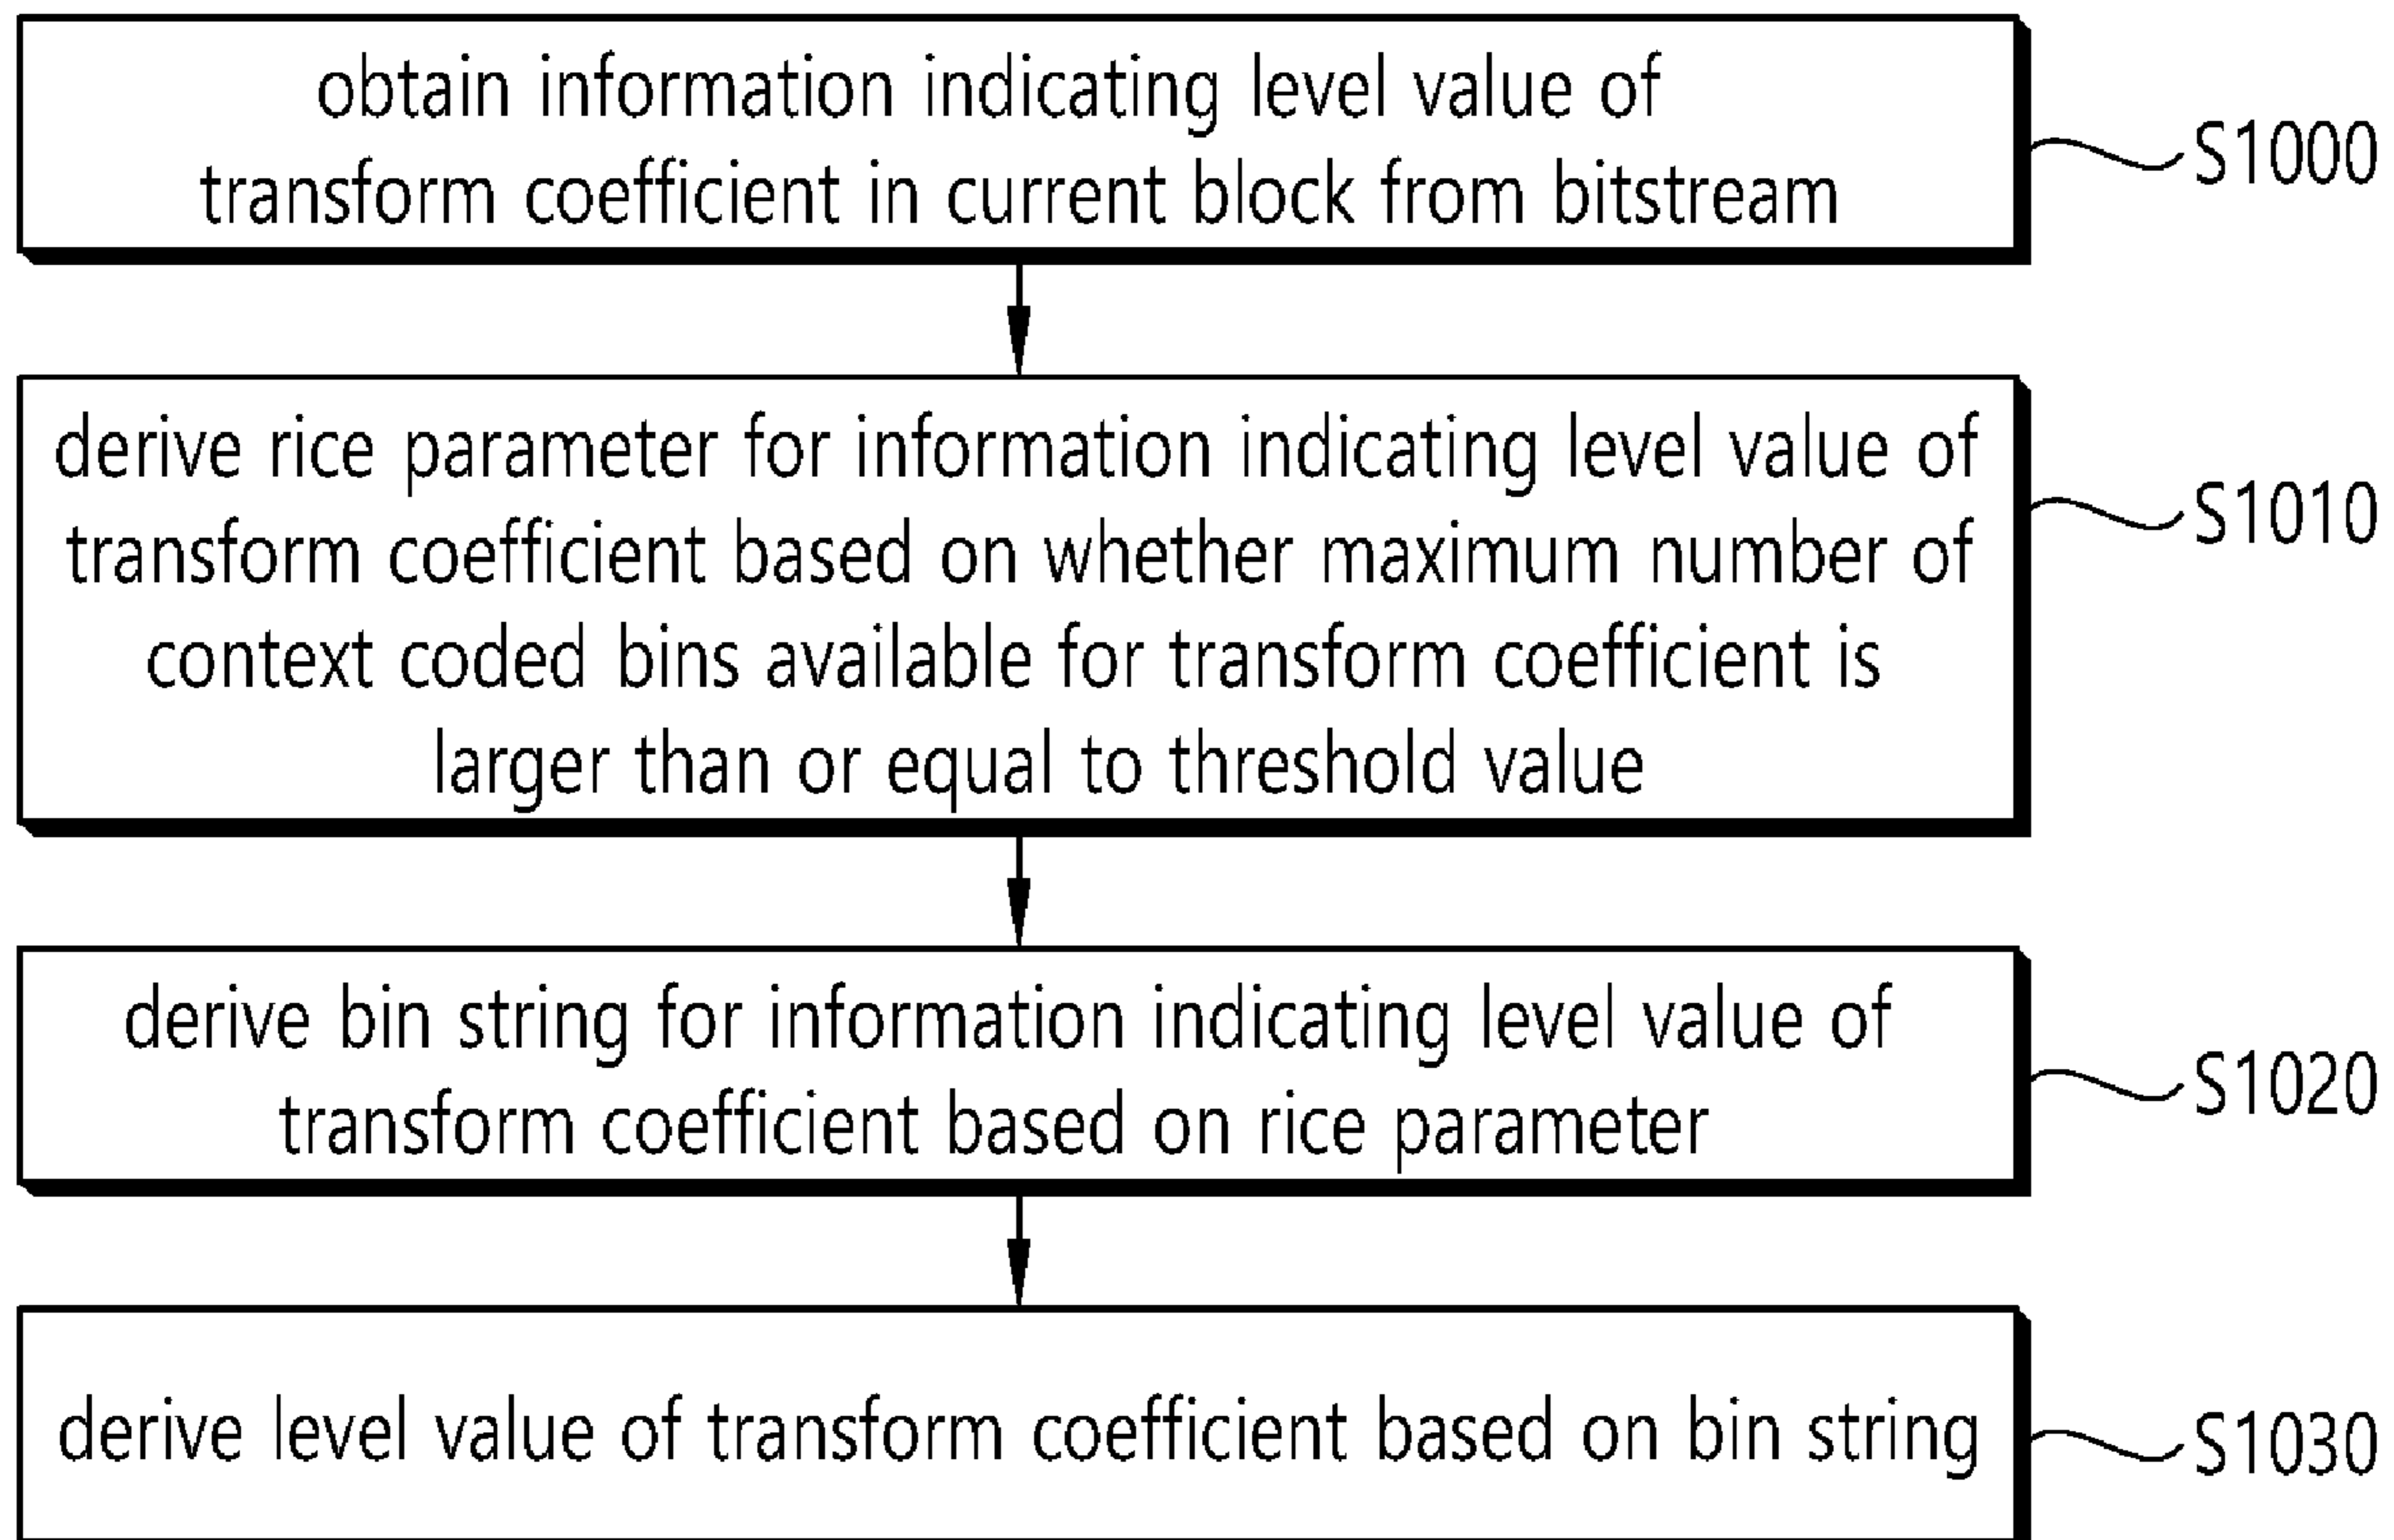 obtain information indicating level value of
transform coefficient in current block from bitstream
S1000
derive rice parameter for information indicating level value of
transform coefficient based on whether maximum number of
context coded bins available for transform coefficient is
larger than or equal to threshold value
S1010
derive bin string for information indicating level value of
transform coefficient based on rice parameter
S1020
derive level value of transform coefficient based on bin string
S1030